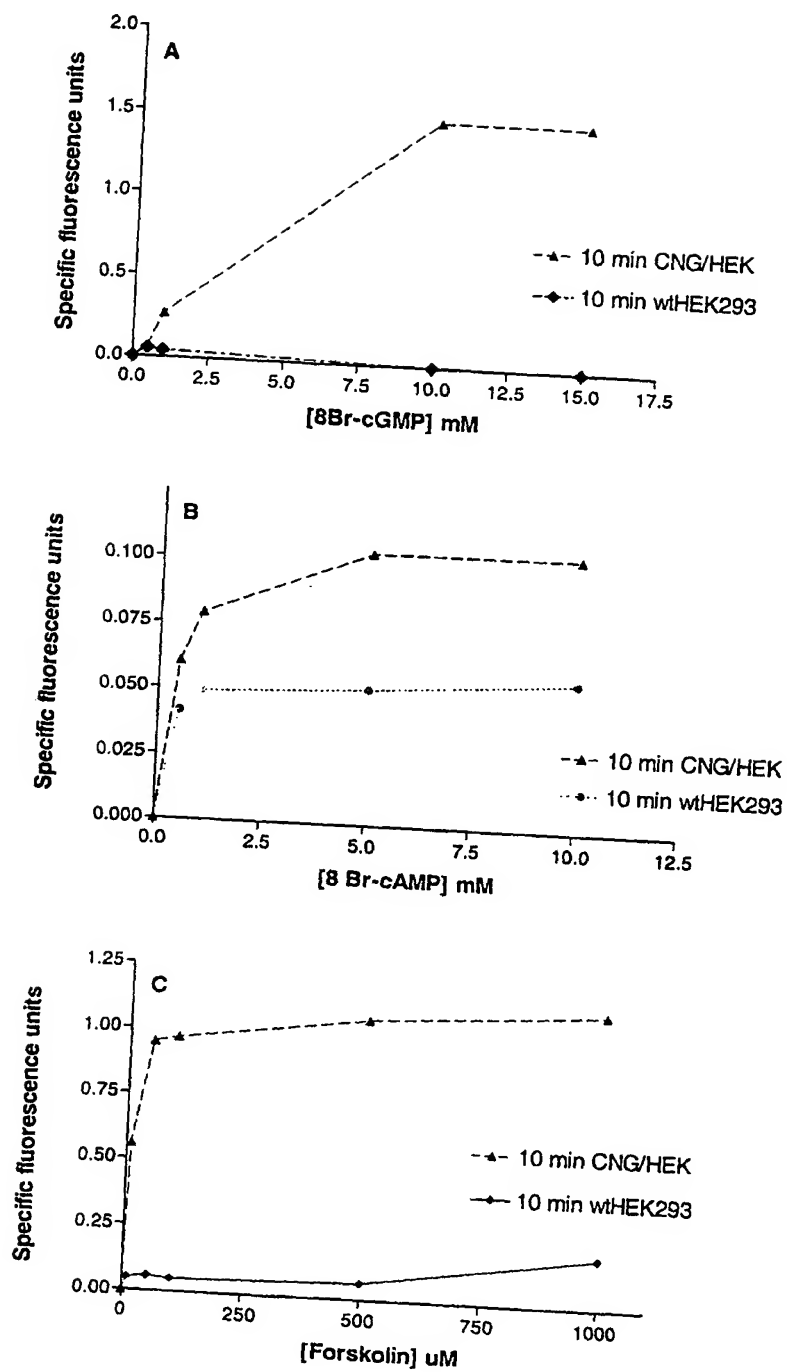 A
Specific fluorescence units
2.0
1.5
1.0
0.5
0.0
0.0 2.5 5.0 7.5 10.0 12.5 15.0 17.5
[8Br-cGMP] mM
10 min CNG/HEK
10 min wtHEK293
B
Specific fluorescence units
0.100
0.075
0.050
0.025
0.000
0.0 2.5 5.0 7.5 10.0 12.5
[8 Br-cAMP] mM
10 min CNG/HEK
10 min wtHEK293
C
Specific fluorescence units
1.25
1.00
0.75
0.50
0.25
0.00
0 250 500 750 1000
[Forskolin] uM
10 min CNG/HEK
10 min wtHEK293